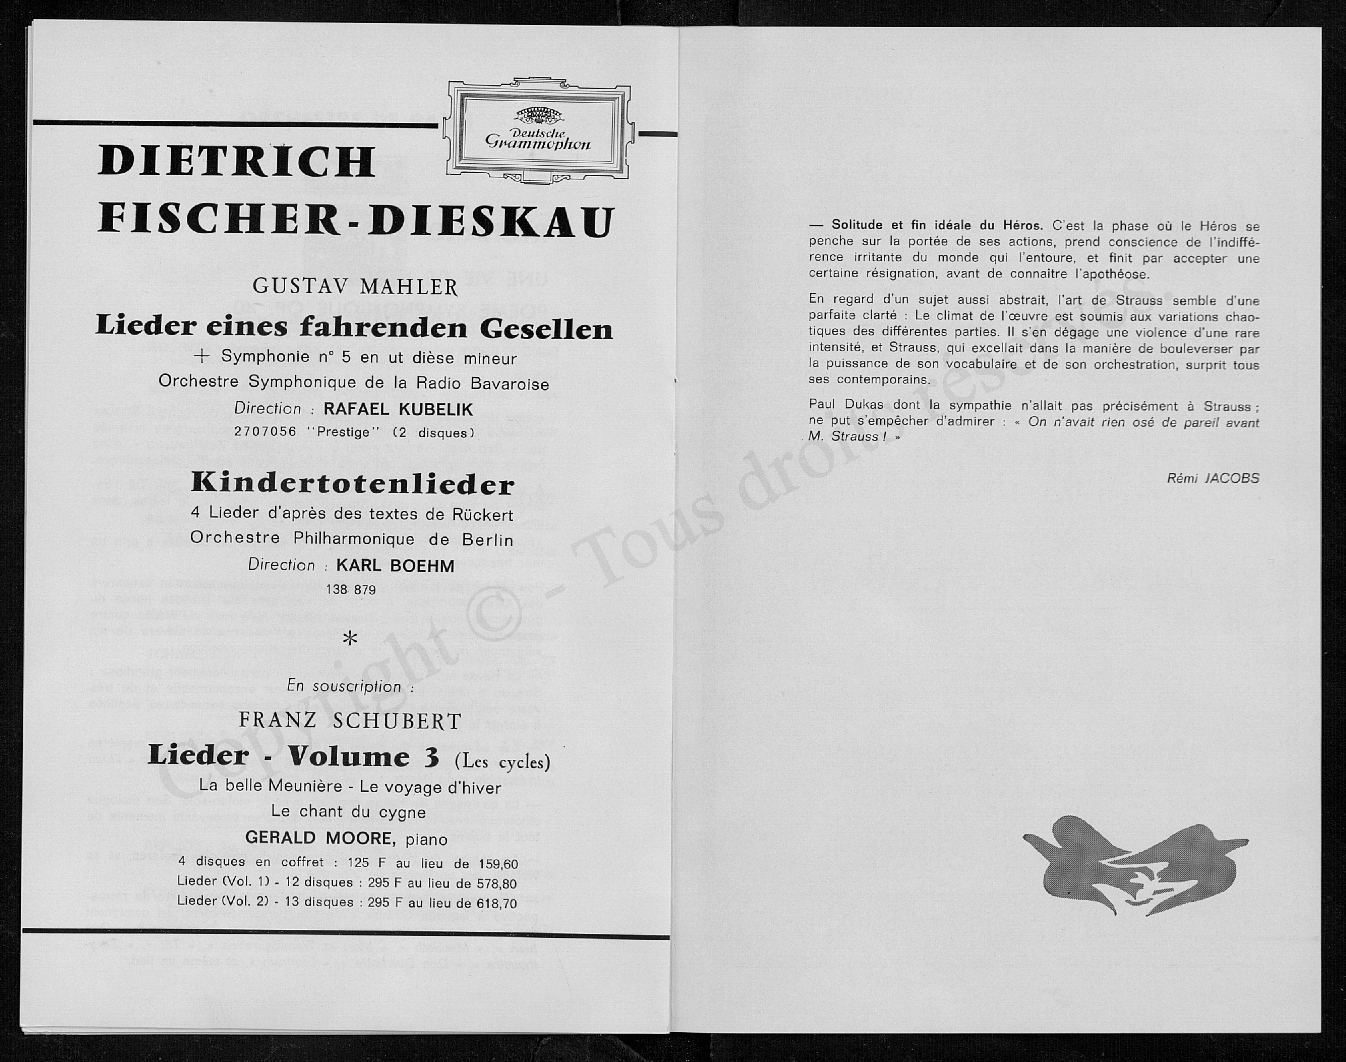 Deutsche
Grammophon
DIETRICH
FISCHER-DIESKAU
GUSTAV MAHLER
Lieder eines fahrenden Gesellen
+ Symphonie n° 5 en ut dièse mineur
Orchestre Symphonique de la Radio Bavaroise
Direction : RAFAEL KUBELIK
2707056 "Prestige" (2 disques)
Kindertotenlieder
4 Lieder d'après des textes de Rückert
Orchestre Philharmonique de Berlin
Direction : KARL BOEHM
138 879
*
En souscription :
FRANZ SCHUBERT
Lieder - Volume 3 (Les cycles)
La belle Meunière - Le voyage d'hiver
Le chant du cygne
GERALD MOORE, piano
4 disques en coffret : 125 F au lieu de 159,60
Lieder (Vol. 1) - 12 disques : 295 F au lieu de 578,80
Lieder (Vol. 2) - 13 disques : 295 F au lieu de 618,70
— Solitude et fin idéale du Héros. C'est la phase où le Héros se
penche sur la portée de ses actions, prend conscience de l'indiffé-
rence irritante du monde qui l'entoure, et finit par accepter une
certaine résignation, avant de connaitre l'apothéose.
En regard d'un sujet aussi abstrait, l'art de Strauss semble d'une
parfaite clarté : Le climat de l'œuvre est soumis aux variations chao-
tiques des différentes parties. Il s'en dégage une violence d'une rare
intensité, et Strauss, qui excellait dans la manière de bouleverser par
la puissance de son vocabulaire et de son orchestration, surprit tous
ses contemporains.
Paul Dukas dont la sympathie n'allait pas précisément à Strauss ;
ne put s'empêcher d'admirer : « On n'avait rien osé de pareil avant
M. Strauss ! »
Rémi JACOBS
Copyright © - Tous droits réservés.